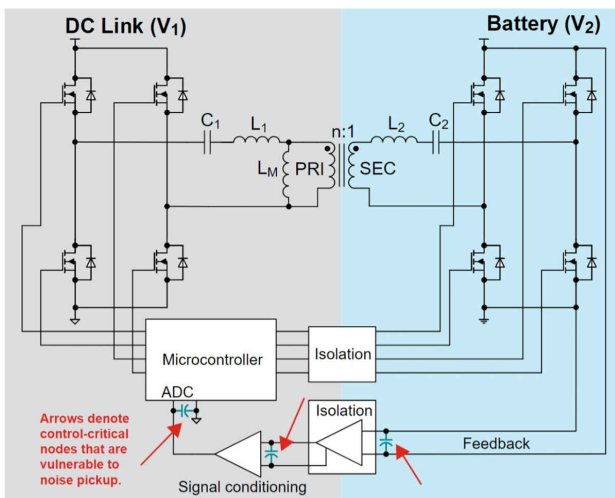 DC Link (V1)
Battery (V2)
C1
L1
n:1
L2
C2
LM
PRI
SEC
Microcontroller
Isolation
ADC
Isolation
Arrows denote
control-critical
nodes that are
vulnerable to
noise pickup.
Feedback
Signal conditioning